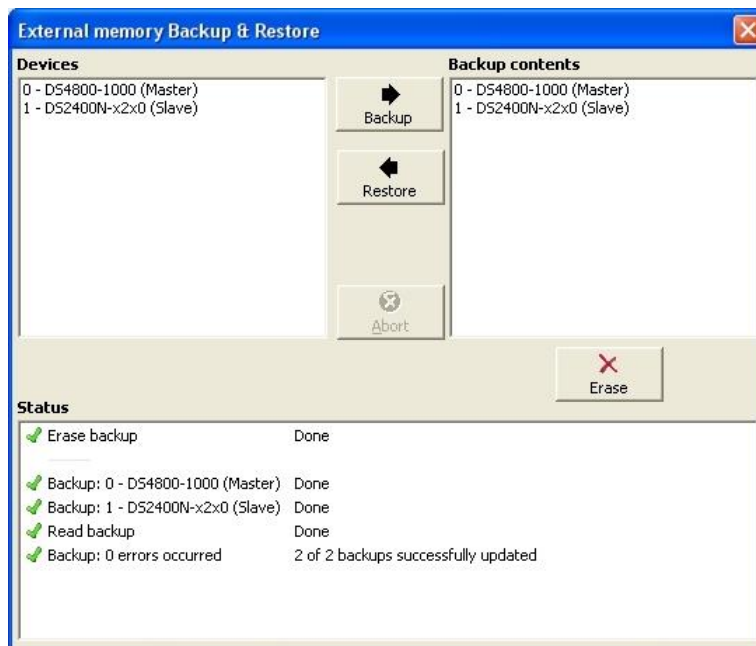 External memory Backup & Restore
Devices
0 - DS4800-1000 (Master)
1 - DS2400N-x2x0 (Slave)
Backup
Restore
Abort
Backup contents
0 - DS4800-1000 (Master)
1 - DS2400N-x2x0 (Slave)
Erase
Status
Erase backup Done
Backup: 0 - DS4800-1000 (Master) Done
Backup: 1 - DS2400N-x2x0 (Slave) Done
Read backup Done
Backup: 0 errors occurred 2 of 2 backups successfully updated